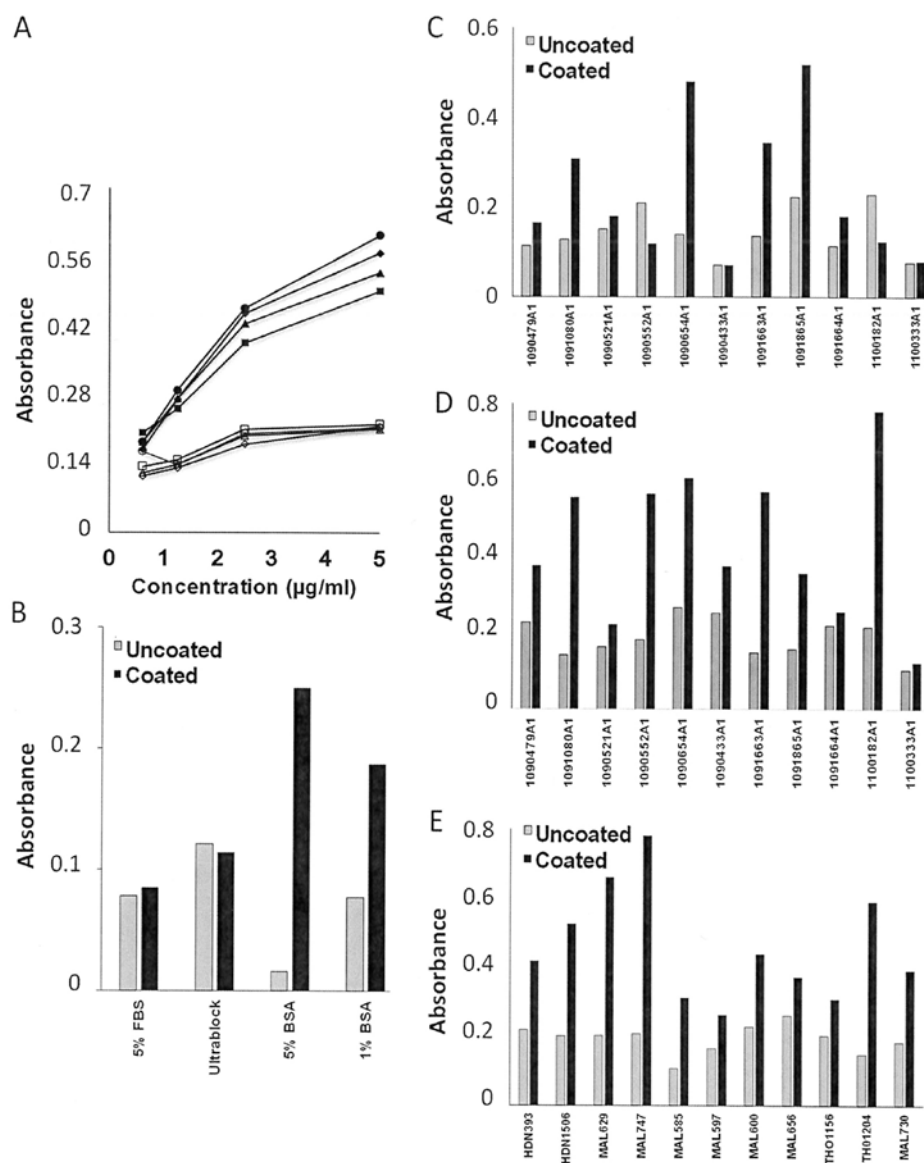 A
Absorbance
0.7
0.56
0.42
0.28
0.14
0
0 1 2 3 4 5
Concentration (µg/ml)
B
Absorbance
0.3
0.2
0.1
0
Uncoated
Coated
5% FBS
Ultrablock
5% BSA
1% BSA
C
Absorbance
0.6
0.4
0.2
0
Uncoated
Coated
1090479A1
1091080A1
1090521A1
1090552A1
1090654A1
1090433A1
1091663A1
1091865A1
1091664A1
1100182A1
1100333A1
D
Absorbance
0.8
0.6
0.4
0.2
0
Uncoated
Coated
1090479A1
1091080A1
1090521A1
1090552A1
1090654A1
1090433A1
1091663A1
1091865A1
1091664A1
1100182A1
1100333A1
E
Absorbance
0.8
0.6
0.4
0.2
0
Uncoated
Coated
HDN393
HDN1506
MAL629
MAL747
MAL585
MAL597
MAL600
MAL656
THO1156
TH01204
MAL730